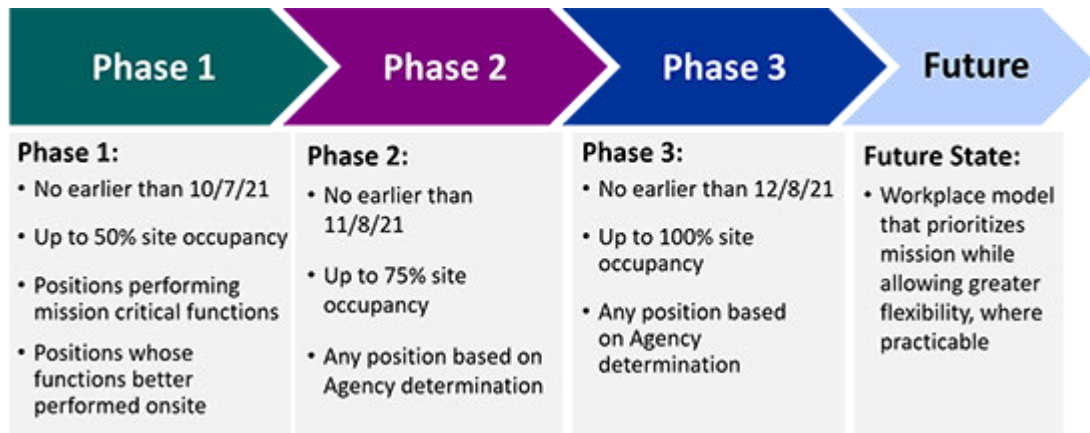 Phase 1
Phase 2
Phase 3
Future
Phase 1:
• No earlier than 10/7/21
• Up to 50% site occupancy
• Positions performing
mission critical functions
• Positions whose
functions better
performed onsite
Phase 2:
• No earlier than
11/8/21
• Up to 75% site
occupancy
• Any position based on
Agency determination
Phase 3:
• No earlier than 12/8/21
• Up to 100% site
occupancy
• Any position based
on Agency
determination
Future State:
• Workplace model
that prioritizes
mission while
allowing greater
flexibility, where
practicable